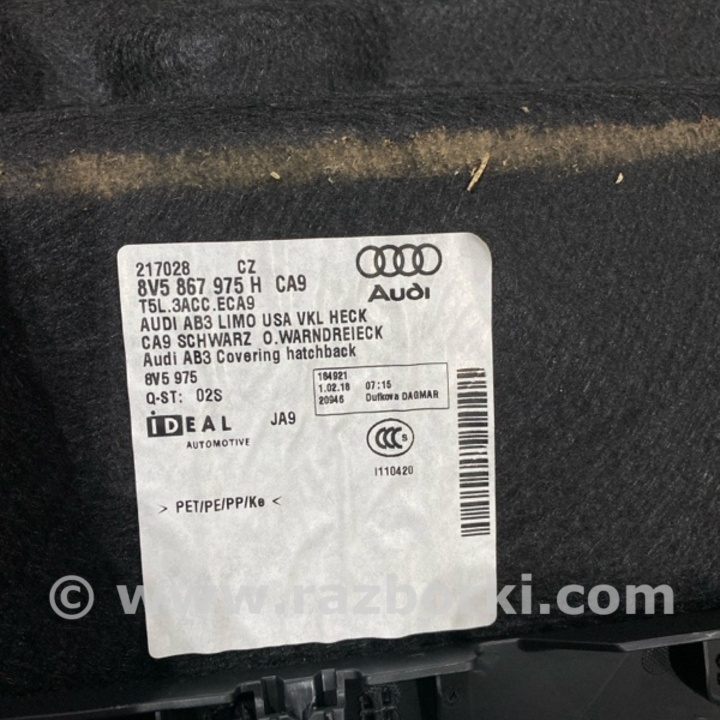 217028 CZ
8V5 867 975 H CA9
T5L.3ACC.ECA9
AUDI AB3 LIMO USA VKL HECK
CA9 SCHWARZ O.WARNDREIECK
Audi AB3 Covering hatchback
8V5 975
Q-ST: 02S
Audi
164921
1.02.18 07:15
20946 Dufkova DAGMAR
iDEAL JA9
AUTOMOTIVE
CCC S
I110420
> PET/PE/PP/Ke <
© www.razborki.com